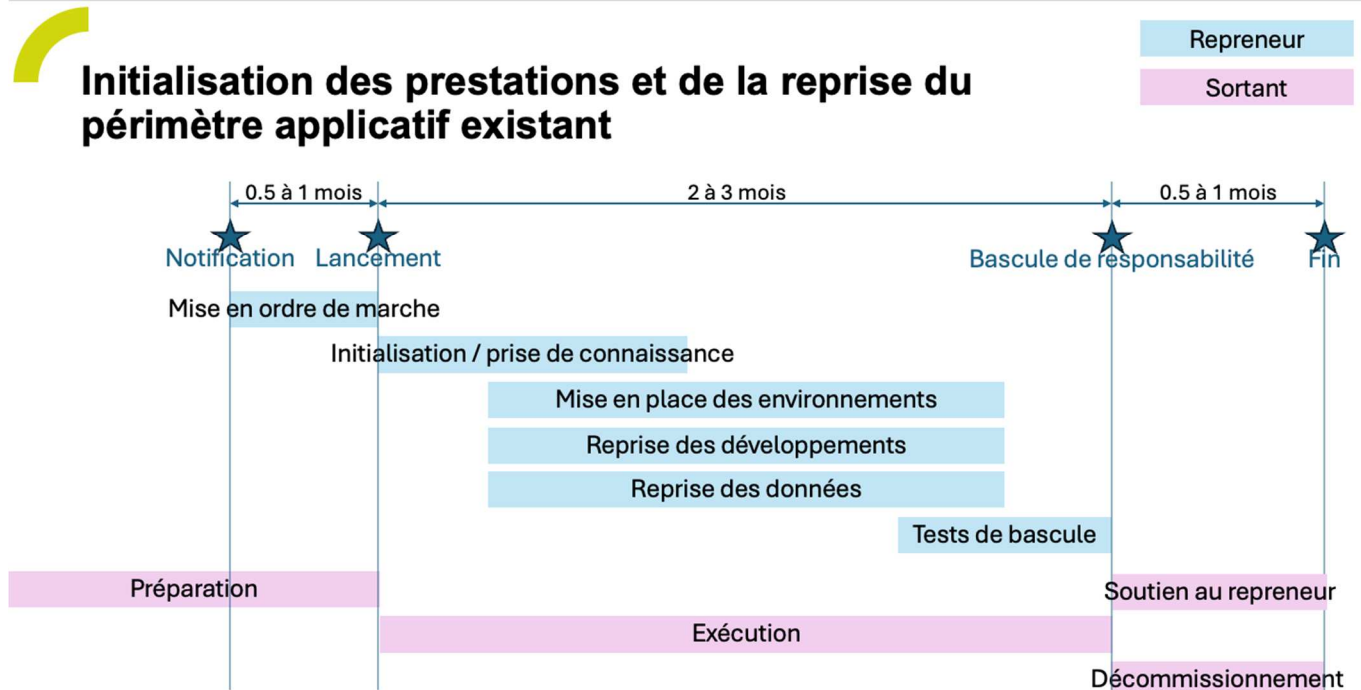 Repreneur
Sortant
Initialisation des prestations et de la reprise du
périmètre applicatif existant
0.5 à 1 mois
2 à 3 mois
0.5 à 1 mois
Notification
Lancement
Bascule de responsabilité
Fin
Mise en ordre de marche
Initialisation / prise de connaissance
Mise en place des environnements
Reprise des développements
Reprise des données
Tests de bascule
Préparation
Soutien au repreneur
Exécution
Décommissionnement